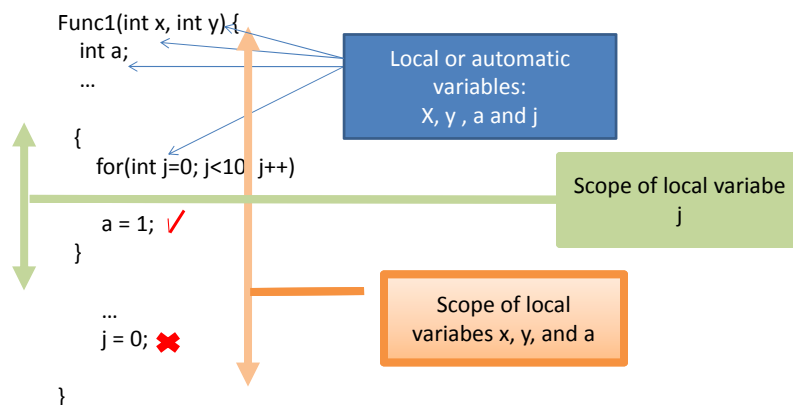 Func1(int x, int y) {
int a;
...
{
for(int j=0; j<10; j++)
a = 1;
}
...
j = 0;
}
Local or automatic
variables:
X, y , a and j
Scope of local variabe
j
Scope of local
variabes x, y, and a